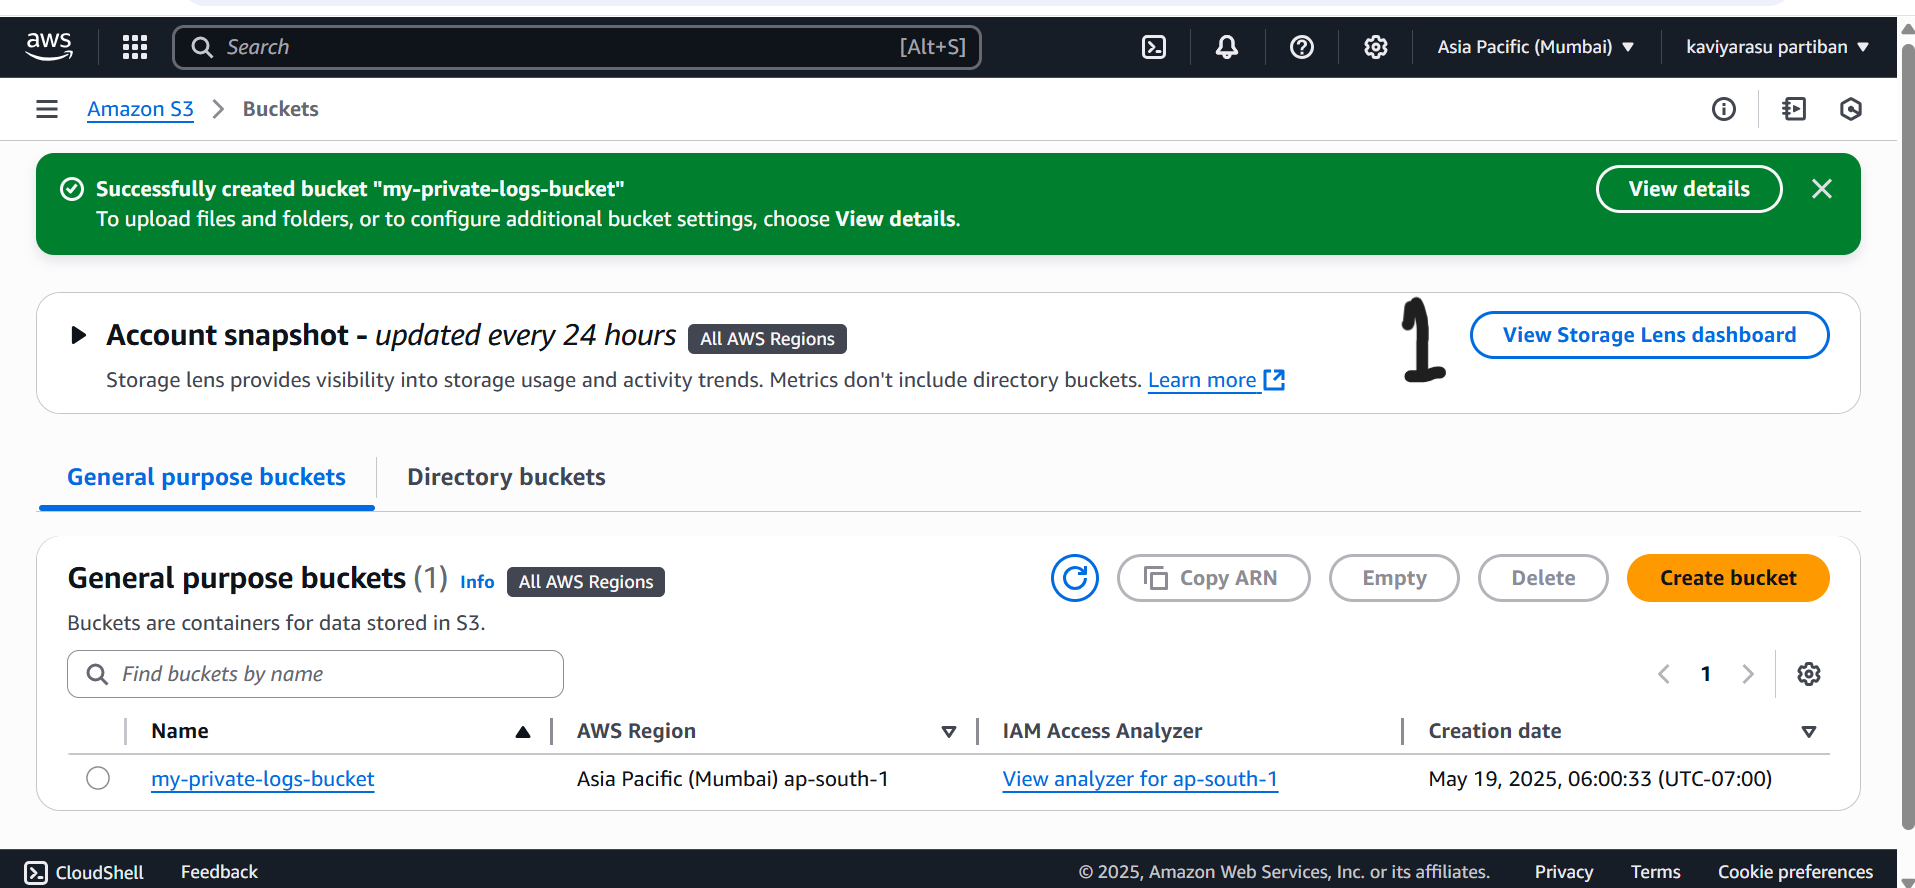 aws Search [Alt+S] Asia Pacific (Mumbai) kaviyarasu partiban
Amazon S3 Buckets
Successfully created bucket "my-private-logs-bucket" View details
To upload files and folders, or to configure additional bucket settings, choose View details.
Account snapshot - updated every 24 hours All AWS Regions 1 View Storage Lens dashboard
Storage lens provides visibility into storage usage and activity trends. Metrics don't include directory buckets. Learn more
General purpose buckets Directory buckets
General purpose buckets (1) Info All AWS Regions Copy ARN Empty Delete Create bucket
Buckets are containers for data stored in S3.
Find buckets by name 1
Name AWS Region IAM Access Analyzer Creation date
my-private-logs-bucket Asia Pacific (Mumbai) ap-south-1 View analyzer for ap-south-1 May 19, 2025, 06:00:33 (UTC-07:00)
CloudShell Feedback © 2025, Amazon Web Services, Inc. or its affiliates. Privacy Terms Cookie preferences